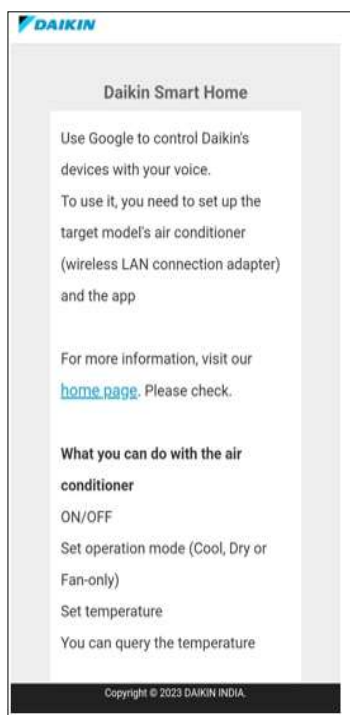 DAIKIN
Daikin Smart Home
Use Google to control Daikin's
devices with your voice.
To use it, you need to set up the
target model's air conditioner
(wireless LAN connection adapter)
and the app
For more information, visit our
home page. Please check.
What you can do with the air
conditioner
ON/OFF
Set operation mode (Cool, Dry or
Fan-only)
Set temperature
You can query the temperature
Copyright © 2023 DAIKIN INDIA.